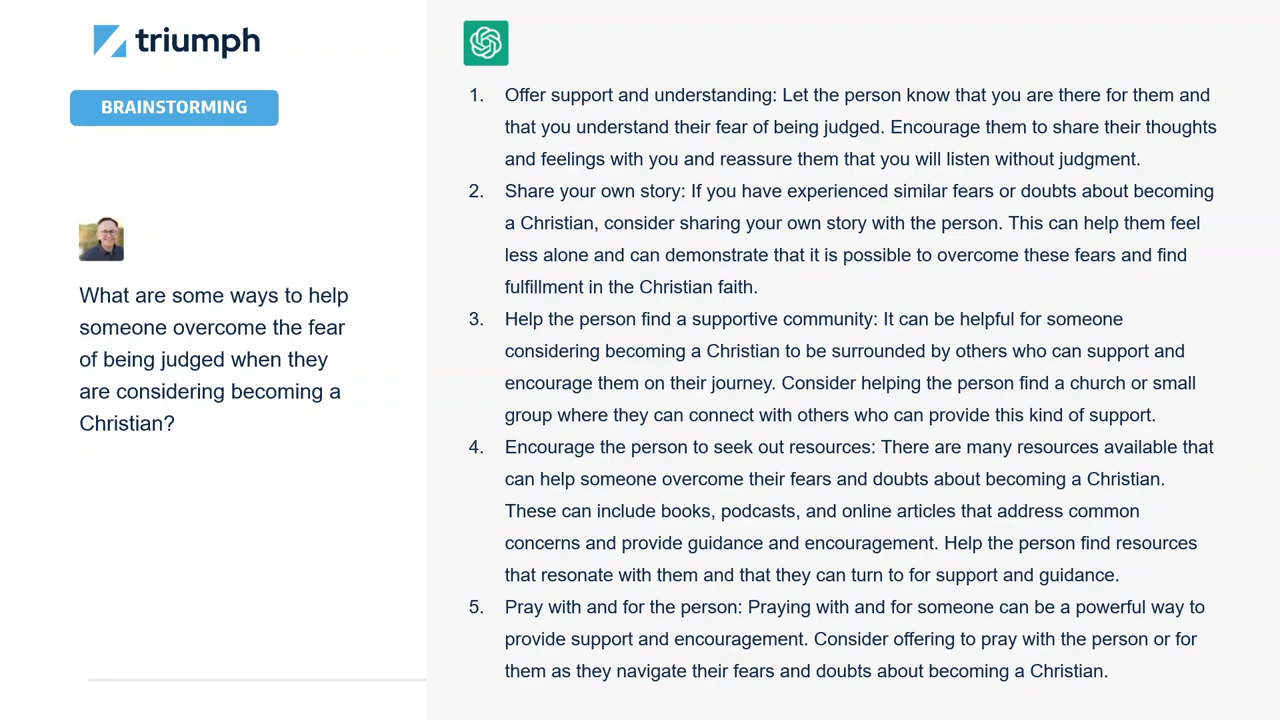 triumph
BRAINSTORMING
What are some ways to help
someone overcome the fear
of being judged when they
are considering becoming a
Christian?
1. Offer support and understanding: Let the person know that you are there for them and
that you understand their fear of being judged. Encourage them to share their thoughts
and feelings with you and reassure them that you will listen without judgment.
2. Share your own story: If you have experienced similar fears or doubts about becoming
a Christian, consider sharing your own story with the person. This can help them feel
less alone and can demonstrate that it is possible to overcome these fears and find
fulfillment in the Christian faith.
3. Help the person find a supportive community: It can be helpful for someone
considering becoming a Christian to be surrounded by others who can support and
encourage them on their journey. Consider helping the person find a church or small
group where they can connect with others who can provide this kind of support.
4. Encourage the person to seek out resources: There are many resources available that
can help someone overcome their fears and doubts about becoming a Christian.
These can include books, podcasts, and online articles that address common
concerns and provide guidance and encouragement. Help the person find resources
that resonate with them and that they can turn to for support and guidance.
5. Pray with and for the person: Praying with and for someone can be a powerful way to
provide support and encouragement. Consider offering to pray with the person or for
them as they navigate their fears and doubts about becoming a Christian.